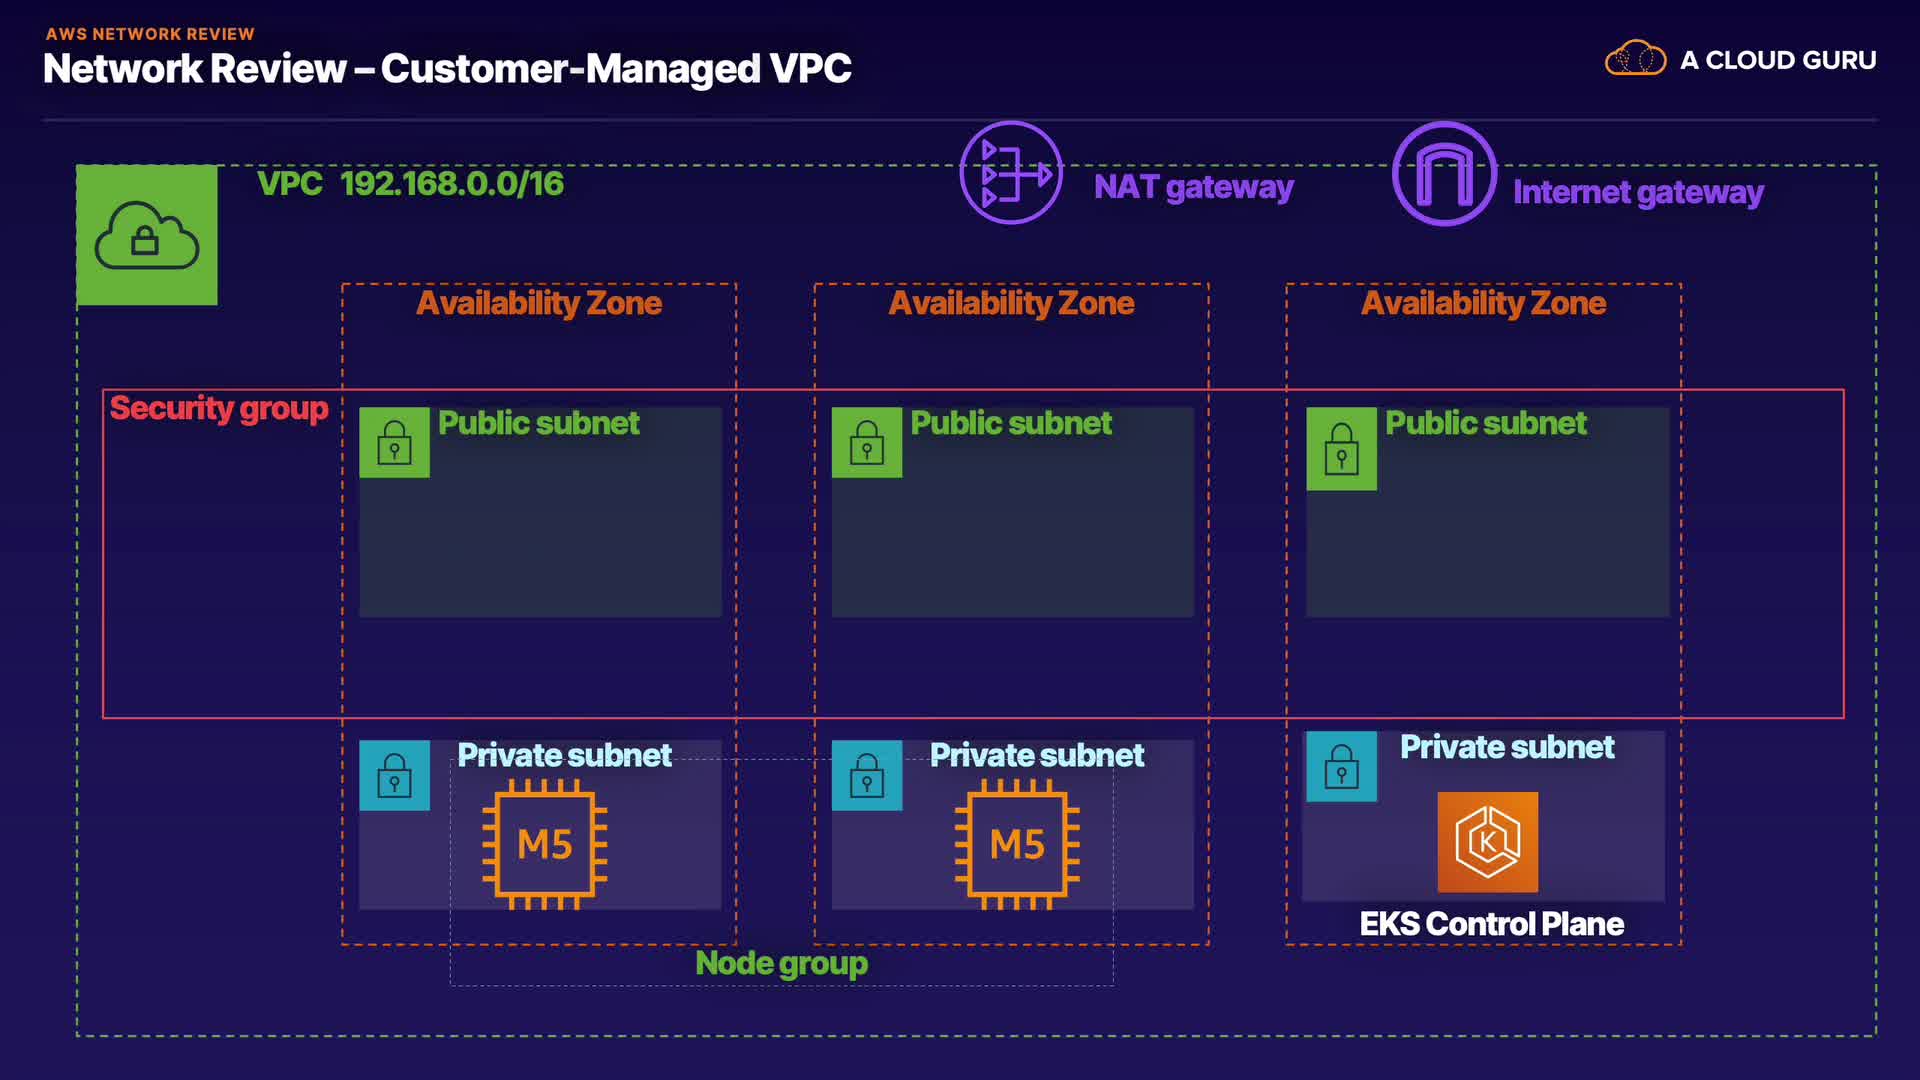 AWS NETWORK REVIEW
Network Review – Customer-Managed VPC
A CLOUD GURU
VPC 192.168.0.0/16
NAT gateway
Internet gateway
Availability Zone
Availability Zone
Availability Zone
Security group
Public subnet
Public subnet
Public subnet
Private subnet
Private subnet
Private subnet
M5
M5
K
EKS Control Plane
Node group